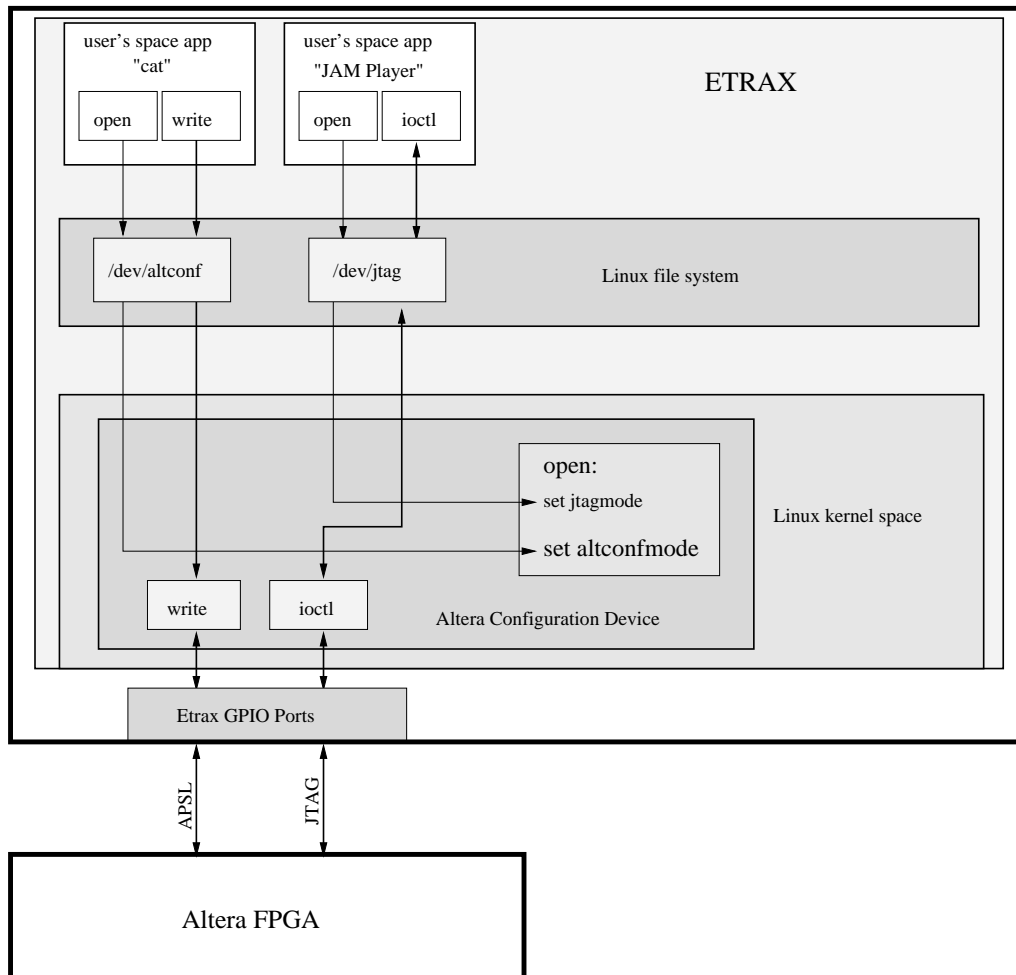 user's space app
"cat"
open
write
user's space app
"JAM Player"
open
ioctl
ETRAX
/dev/altconf
/dev/jtag
Linux file system
open:
set jtagmode
set altconfmode
Linux kernel space
write
ioctl
Altera Configuration Device
Etrax GPIO Ports
APSL
JTAG
Altera FPGA